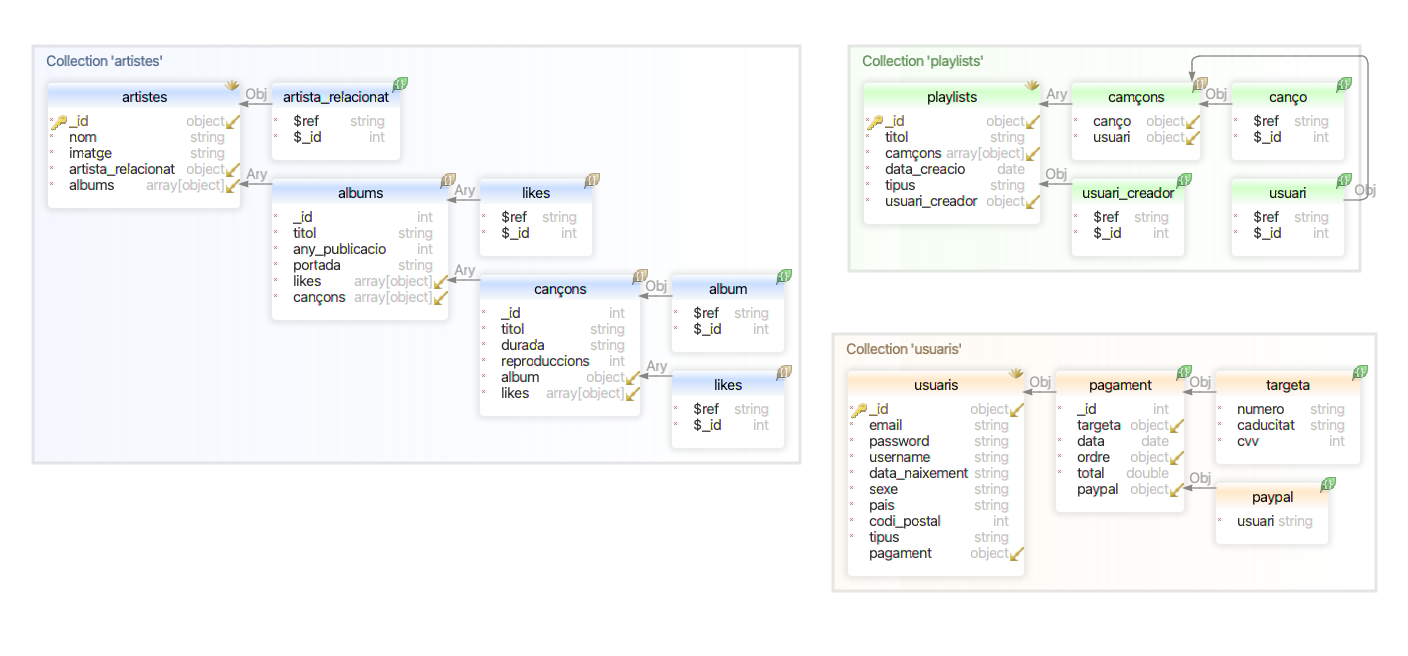 Collection 'artistes'
artistes
_id object
nom string
imatge string
artista_relacionat object
albums array[object]
Obj
artista_relacionat
$ref string
$_id int
Ary
albums
_id int
titol string
any_publicacio int
portada string
likes array[object]
cançons array[object]
Ary
likes
$ref string
$_id int
Ary
cançons
_id int
titol string
durada string
reproduccions int
album object
likes array[object]
Obj
album
$ref string
$_id int
Ary
likes
$ref string
$_id int
Collection 'playlists'
playlists
_id object
titol string
camçons array[object]
data_creacio date
tipus string
usuari_creador object
Ary
camçons
canço object
usuari object
Obj
canço
$ref string
$_id int
Obj
usuari_creador
$ref string
$_id int
usuari
$ref string
$_id int
Obj
Collection 'usuaris'
usuaris
_id object
email string
password string
username string
data_naixement string
sexe string
pais string
codi_postal int
tipus string
pagament object
Obj
pagament
_id int
targeta object
data date
ordre object
total double
paypal object
Obj
targeta
numero string
caducitat string
cvv int
Obj
paypal
usuari string